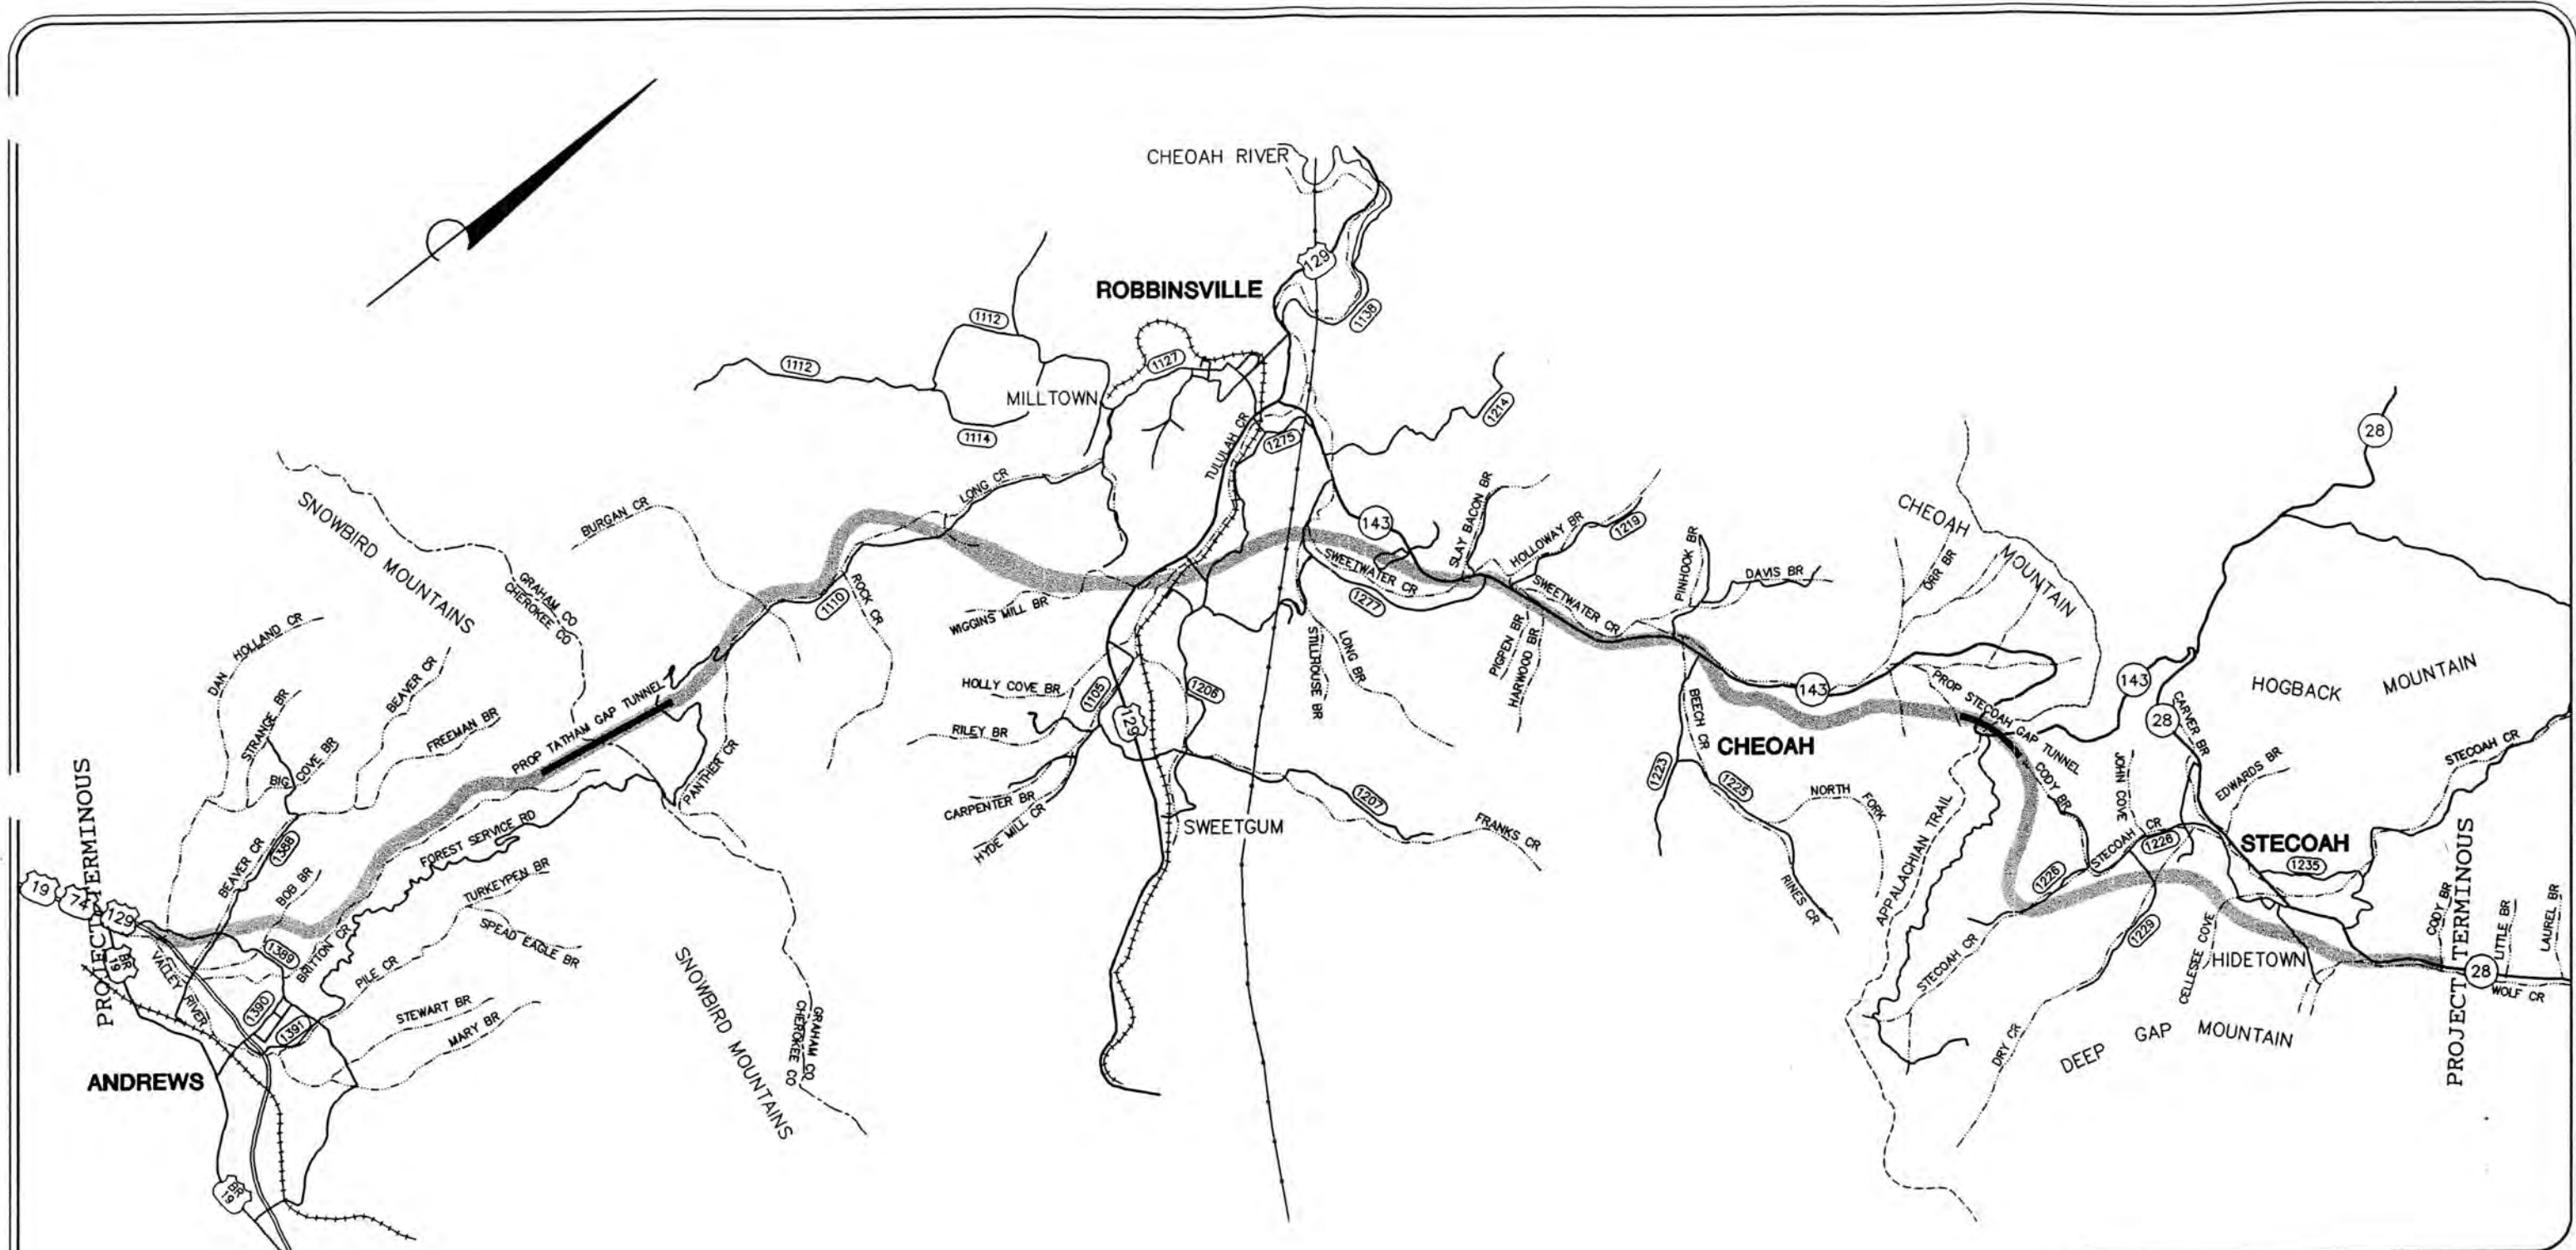 CHEOAH RIVER
129
ROBBINSVILLE
1138
1112
1127
1112
MILLTOWN
1114
TULULAH CR
1275
1214
28
SNOWBIRD MOUNTAINS
BURGAN CR
LONG CR
143
SLAY BACON BR
HOLLOWAY BR
1219
CHEOAH
MOUNTAIN
ORR BR
PINHOOK BR
DAVIS BR
GRAHAM CO
CHEROKEE CO
ROCK CR
1110
WIGGINS MILL BR
SWEETWATER CR
1277
SWEETWATER CR
PIGPEN BR
HARWOOD BR
STILLHOUSE BR
LONG BR
DAN HOLLAND CR
STRANGE BR
BEAVER CR
FREEMAN BR
BIG COVE BR
PROP TATHAM GAP TUNNEL
PANTHER CR
HOLLY COVE BR
1105
1206
RILEY BR
129
BEECH CR
143
PROP STECOAH GAP TUNNEL
143
28
CARVER BR
HOGBACK MOUNTAIN
CHEOAH
1223
1225
NORTH FORK
CODY BR
JOHN COVE
EDWARDS BR
STECOAH CR
PROJECT TERMINOUS
CARPENTER BR
HYDE MILL CR
SWEETGUM
1207
FRANKS CR
RINES CR
APPALACHIAN TRAIL
STECOAH CR
1228
STECOAH
1235
PROJECT TERMINOUS
1226
BEAVER CR
1388
BOB BR
FOREST SERVICE RD
TURKEYPEN BR
SPEAD EAGLE BR
19
74
129
BR
19
VALLEY RIVER
1389
BRITTON CR
PILE CR
1390
1391
STEWART BR
MARY BR
SNOWBIRD MOUNTAINS
GRAHAM CO
CHEROKEE CO
STECOAH CR
1229
CELLESEE COVE
HIDETOWN
CODY BR
28
LITTLE BR
LAUREL BR
WOLF CR
DRY CR
DEEP GAP MOUNTAIN
ANDREWS
BR
19